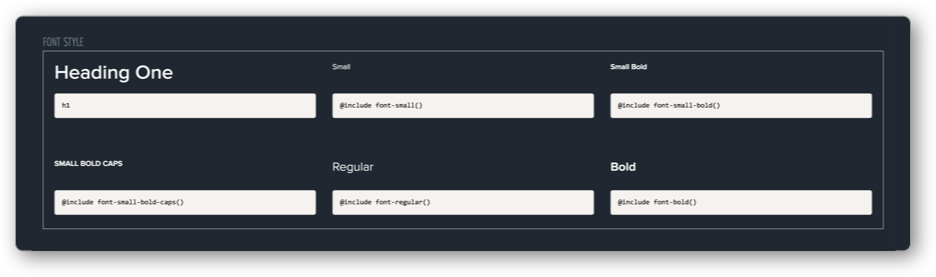 FONT STYLE
Heading One
Small
Small Bold
h1
@include font-small()
@include font-small-bold()
SMALL BOLD CAPS
Regular
Bold
@include font-small-bold-caps()
@include font-regular()
@include font-bold()